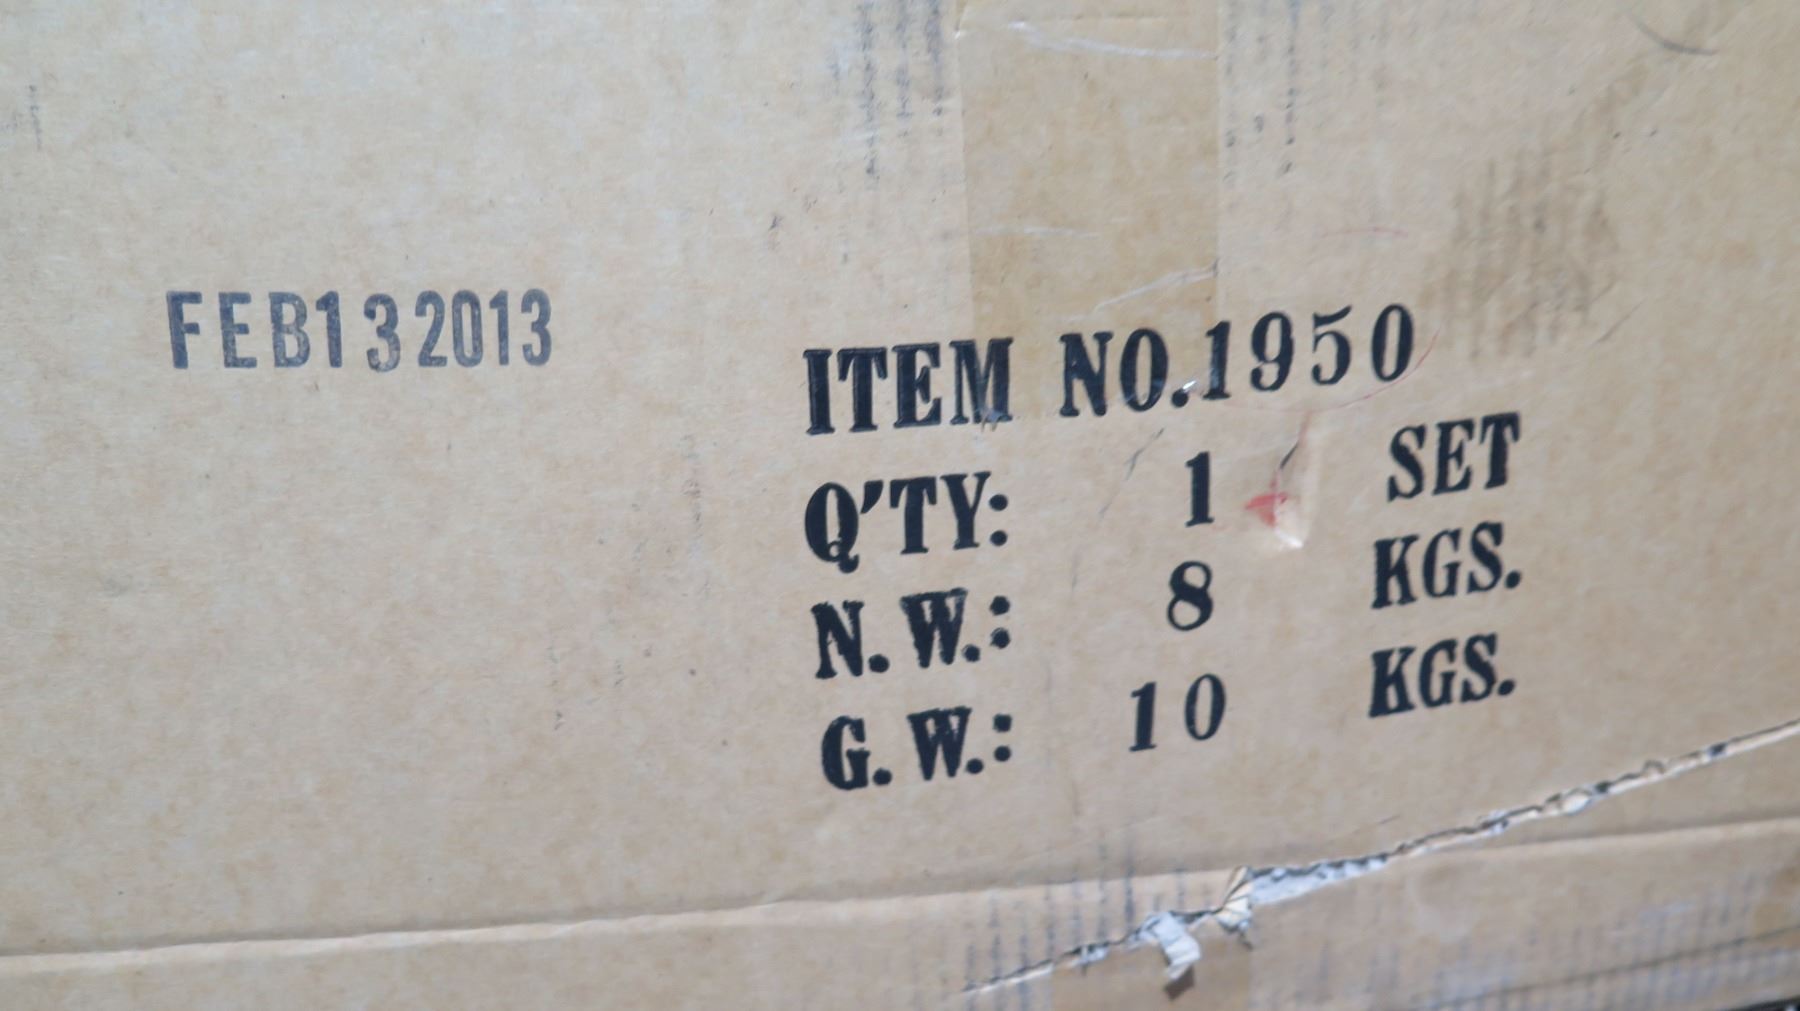 FEB132013
ITEM NO.1950
Q'TY: 1 SET
N.W.: 8 KGS.
G.W.: 10 KGS.